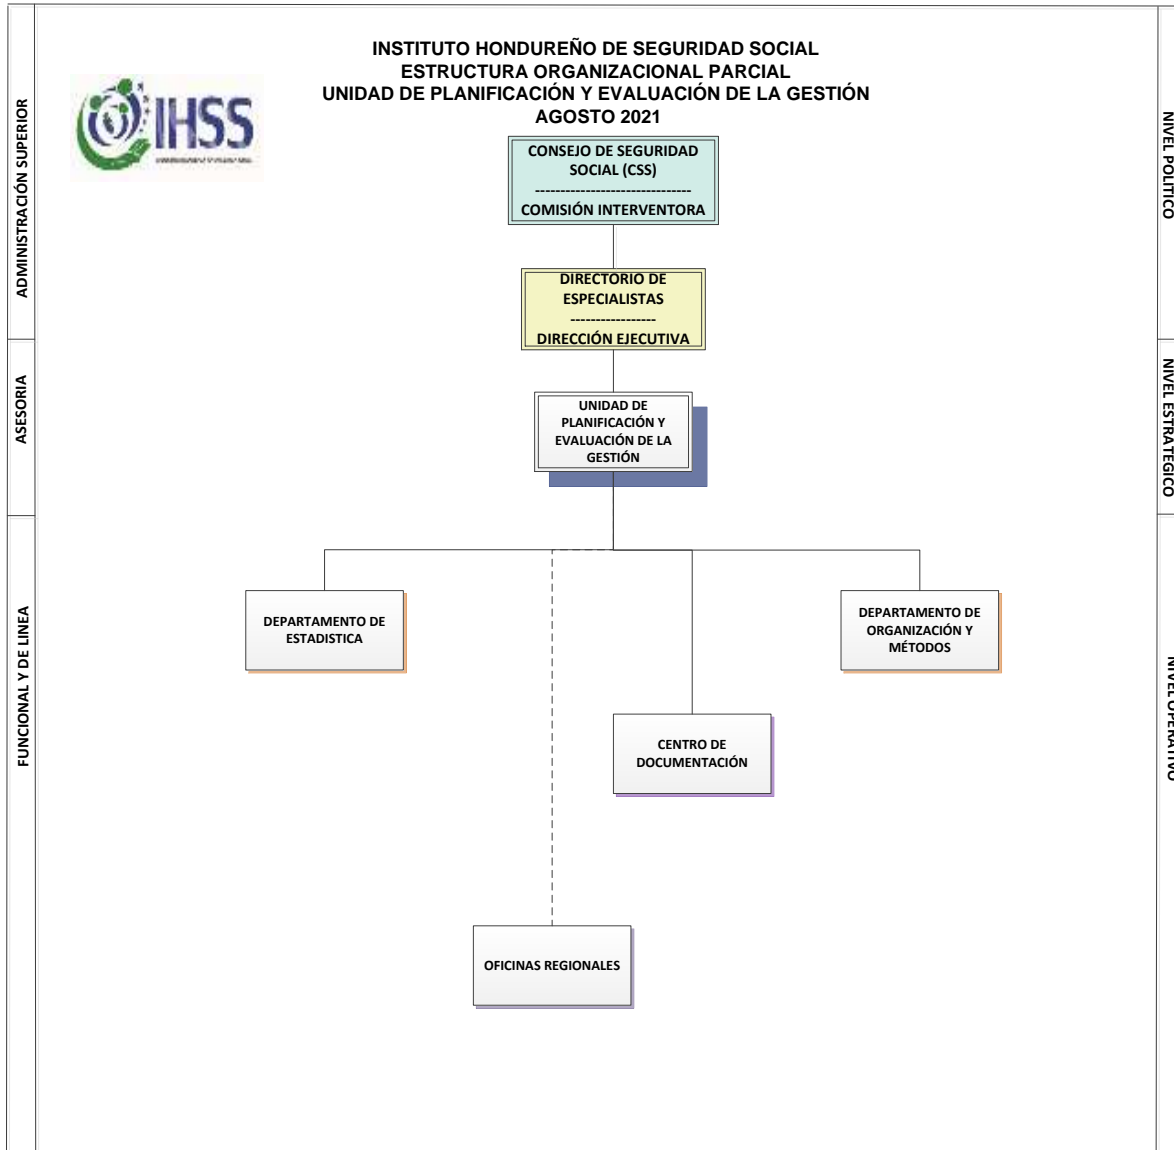 INSTITUTO HONDUREÑO DE SEGURIDAD SOCIAL
ESTRUCTURA ORGANIZACIONAL PARCIAL
UNIDAD DE PLANIFICACIÓN Y EVALUACIÓN DE LA GESTIÓN
AGOSTO 2021
IHSS
ADMINISTRACIÓN SUPERIOR
NIVEL POLITICO
CONSEJO DE SEGURIDAD
SOCIAL (CSS)
-------------------------------
COMISIÓN INTERVENTORA
DIRECTORIO DE
ESPECIALISTAS
-----------------
DIRECCIÓN EJECUTIVA
ASESORIA
NIVEL ESTRATEGICO
UNIDAD DE
PLANIFICACIÓN Y
EVALUACIÓN DE LA
GESTIÓN
FUNCIONAL Y DE LINEA
NIVEL OPERATIVO
DEPARTAMENTO DE
ESTADISTICA
DEPARTAMENTO DE
ORGANIZACIÓN Y
MÉTODOS
CENTRO DE
DOCUMENTACIÓN
OFICINAS REGIONALES